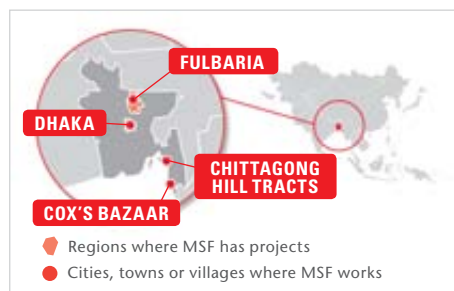 FULBARIA
DHAKA
CHITTAGONG
HILL TRACTS
COX'S BAZAAR
Regions where MSF has projects
Cities, towns or villages where MSF works